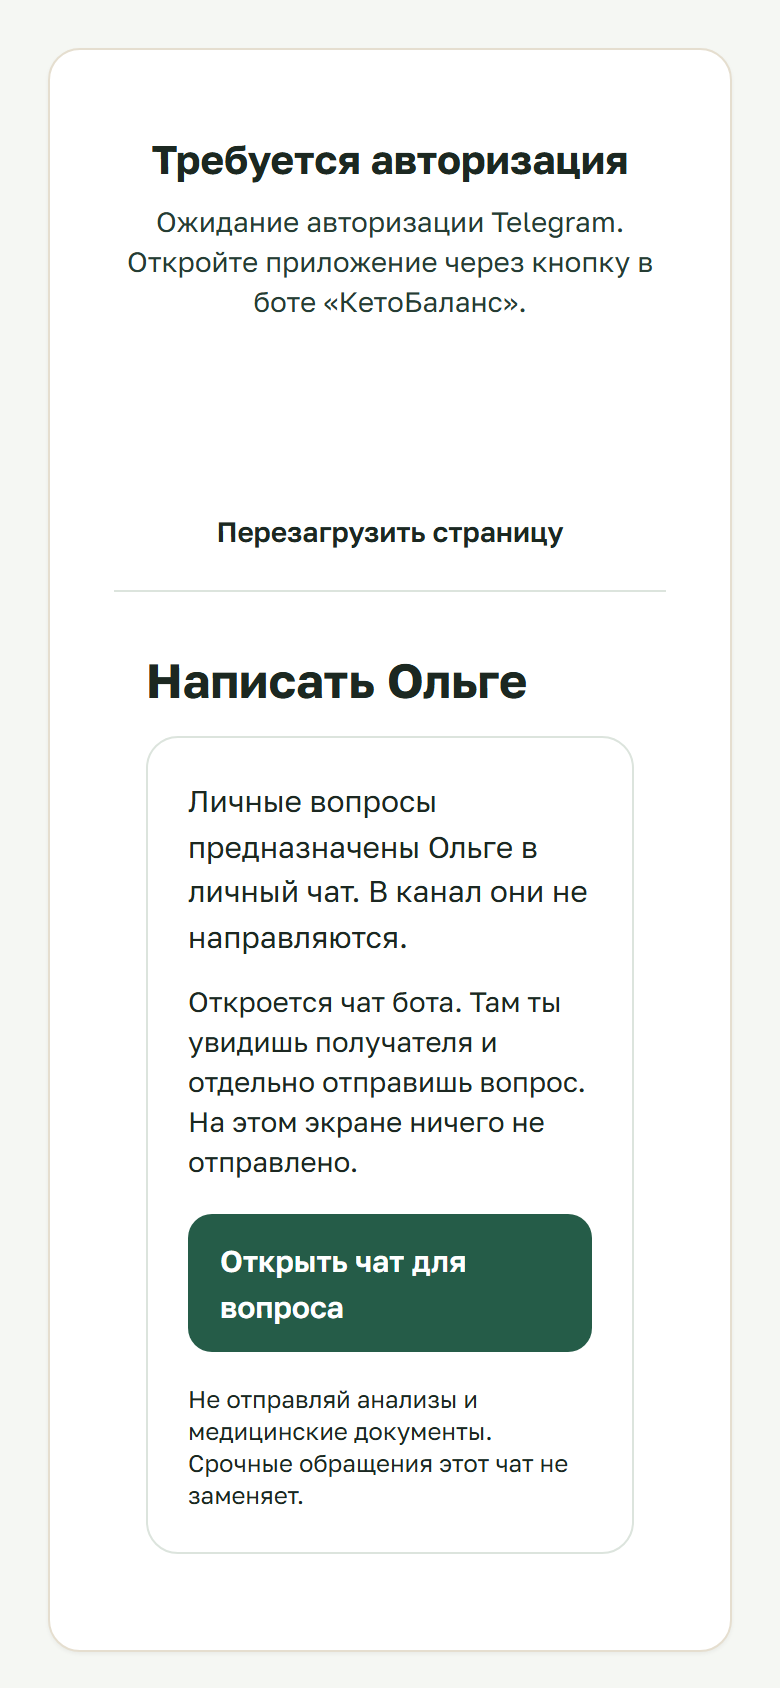 Требуется авторизация
Ожидание авторизации Telegram.
Откройте приложение через кнопку в
боте «КетоБаланс».
Перезагрузить страницу
Написать Ольге
Личные вопросы
предназначены Ольге в
личный чат. В канал они не
направляются.
Откроется чат бота. Там ты
увидишь получателя и
отдельно отправишь вопрос.
На этом экране ничего не
отправлено.
Открыть чат для
вопроса
Не отправляй анализы и
медицинские документы.
Срочные обращения этот чат не
заменяет.